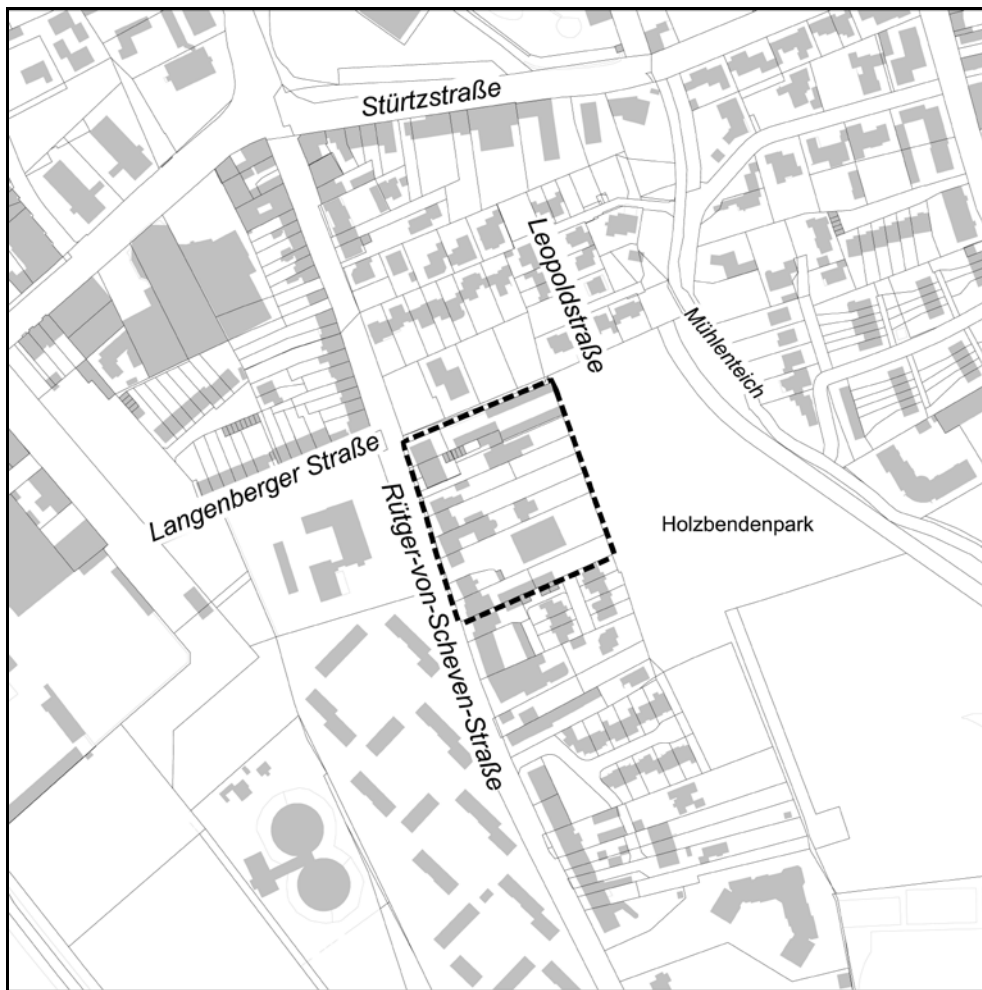 Stürtzstraße
Leopoldstraße
Mühlenteich
Langenberger Straße
Rütger-von-Scheven-Straße
Holzbendenpark